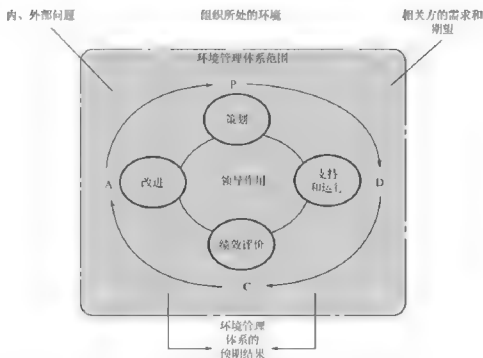 内、外部问题
组织所处的环境
相关方的需求和
期望
环境管理体系范围
P
策划
A
改进
领导作用
支持
和运行
D
绩效评价
C
环境管理
体系的
预期结果